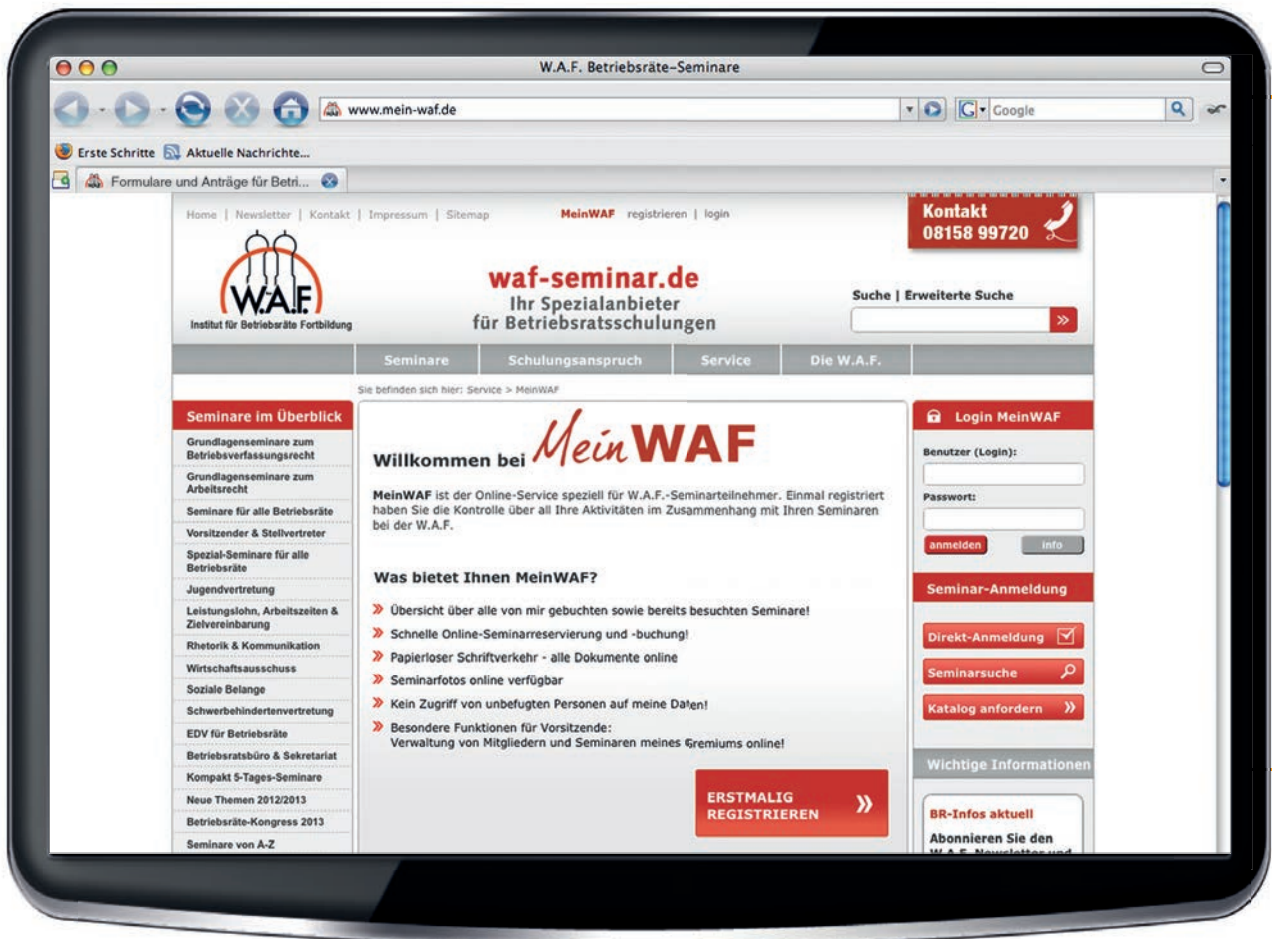 W.A.F. Betriebsräte-Seminare
www.mein-waf.de
Google
Erste Schritte Aktuelle Nachrichte...
Formulare und Anträge für Betri...
Home | Newsletter | Kontakt | Impressum | Sitemap MeinWAF registrieren | login
Kontakt
08158 99720
W.A.F.
Institut für Betriebsräte Fortbildung
waf-seminar.de
Ihr Spezialanbieter
für Betriebsratsschulungen
Suche | Erweiterte Suche
Seminare Schulungsanspruch Service Die W.A.F.
Sie befinden sich hier: Service > MeinWAF
Seminare im Überblick
Grundlagenseminare zum
Betriebsverfassungsrecht
Grundlagenseminare zum
Arbeitsrecht
Seminare für alle Betriebsräte
Vorsitzender & Stellvertreter
Spezial-Seminare für alle
Betriebsräte
Jugendvertretung
Leistungslohn, Arbeitszeiten &
Zielvereinbarung
Rhetorik & Kommunikation
Wirtschaftsausschuss
Soziale Belange
Schwerbehindertenvertretung
EDV für Betriebsräte
Betriebsratsbüro & Sekretariat
Kompakt 5-Tages-Seminare
Neue Themen 2012/2013
Betriebsräte-Kongress 2013
Seminare von A-Z
Willkommen bei MeinWAF
MeinWAF ist der Online-Service speziell für W.A.F.-Seminarteilnehmer. Einmal registriert
haben Sie die Kontrolle über all Ihre Aktivitäten im Zusammenhang mit Ihren Seminaren
bei der W.A.F.
Was bietet Ihnen MeinWAF?
» Übersicht über alle von mir gebuchten sowie bereits besuchten Seminare!
» Schnelle Online-Seminarreservierung und -buchung!
» Papierloser Schriftverkehr - alle Dokumente online
» Seminarfotos online verfügbar
» Kein Zugriff von unbefugten Personen auf meine Daten!
» Besondere Funktionen für Vorsitzende:
Verwaltung von Mitgliedern und Seminaren meines Gremiums online!
ERSTMALIG
REGISTRIEREN »
Login MeinWAF
Benutzer (Login):
Passwort:
anmelden info
Seminar-Anmeldung
Direkt-Anmeldung
Seminarsuche
Katalog anfordern »
Wichtige Informationen
BR-Infos aktuell
Abonnieren Sie den
W.A.F. Newsletter und